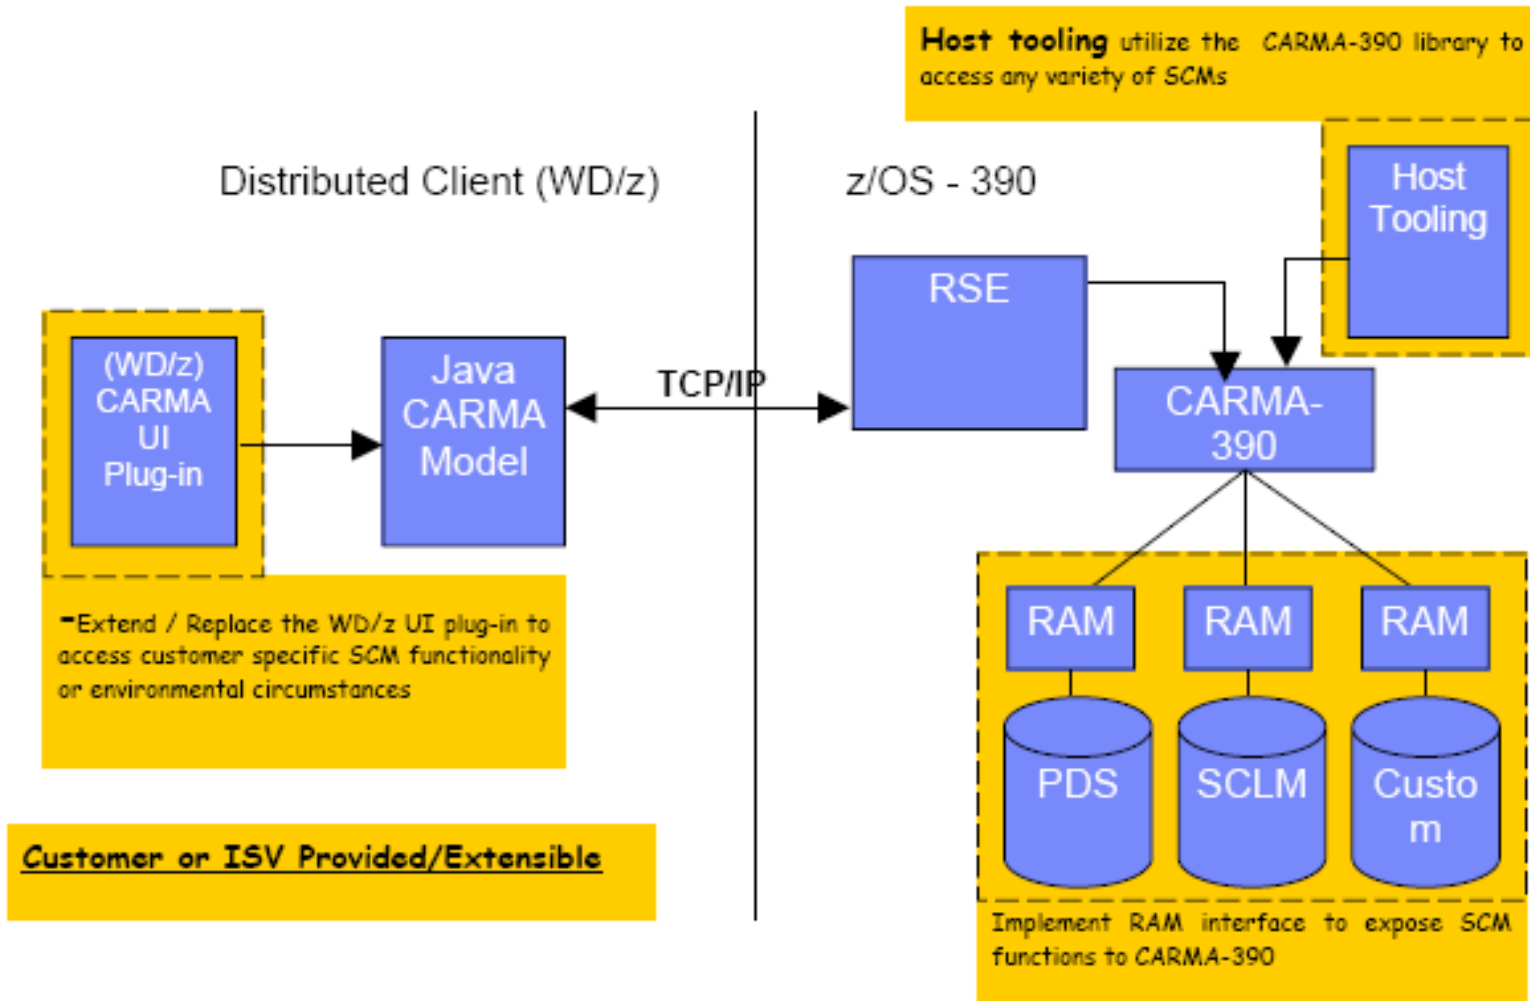 Host tooling utilize the CARMA-390 library to
access any variety of SCMs
Distributed Client (WD/z)
z/OS - 390
Host
Tooling
RSE
(WD/z)
CARMA
UI
Plug-in
Java
CARMA
Model
TCP/IP
CARMA-
390
-Extend / Replace the WD/z UI plug-in to
access customer specific SCM functionality
or environmental circumstances
RAM
RAM
RAM
PDS
SCLM
Custo
m
Customer or ISV Provided/Extensible
Implement RAM interface to expose SCM
functions to CARMA-390